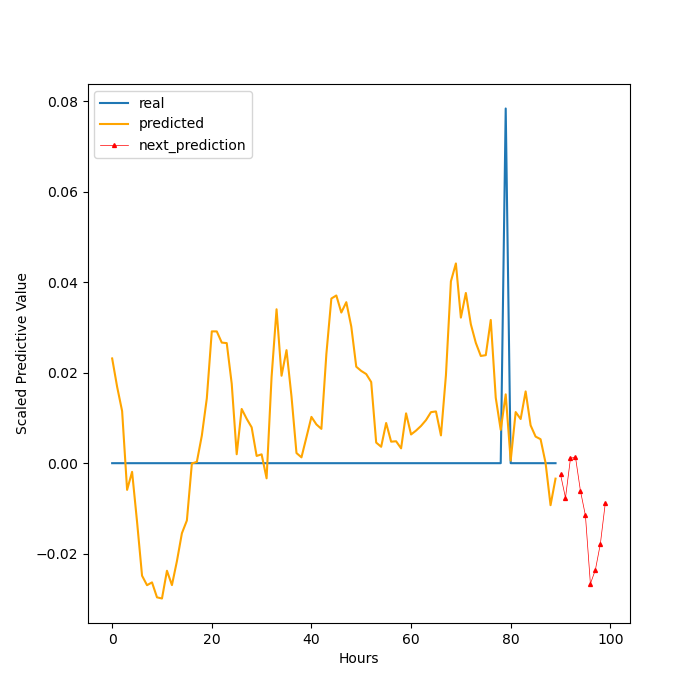 real
predicted
next_prediction
0.08
0.06
0.04
0.02
0.00
−0.02
Scaled Predictive Value
0 20 40 60 80 100
Hours